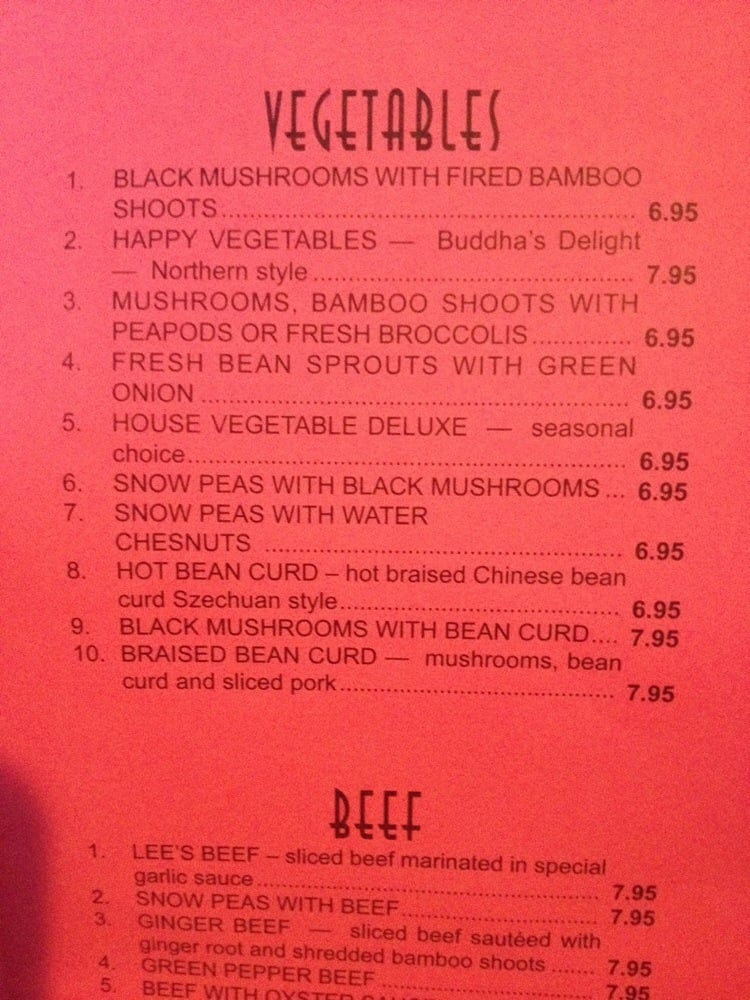 VEGETABLES
1. BLACK MUSHROOMS WITH FIRED BAMBOO
SHOOTS 6.95
2. HAPPY VEGETABLES — Buddha's Delight
— Northern style 7.95
3. MUSHROOMS, BAMBOO SHOOTS WITH
PEAPODS OR FRESH BROCCOLIS 6.95
4. FRESH BEAN SPROUTS WITH GREEN
ONION 6.95
5. HOUSE VEGETABLE DELUXE — seasonal
choice 6.95
6. SNOW PEAS WITH BLACK MUSHROOMS ... 6.95
7. SNOW PEAS WITH WATER
CHESNUTS 6.95
8. HOT BEAN CURD – hot braised Chinese bean
curd Szechuan style 6.95
9. BLACK MUSHROOMS WITH BEAN CURD .... 7.95
10. BRAISED BEAN CURD — mushrooms, bean
curd and sliced pork 7.95
BEEF
1. LEE'S BEEF – sliced beef marinated in special
garlic sauce 7.95
2. SNOW PEAS WITH BEEF 7.95
3. GINGER BEEF — sliced beef sautéed with
ginger root and shredded bamboo shoots ....... 7.95
4. GREEN PEPPER BEEF 7.95
5. BEEF WITH OYSTER